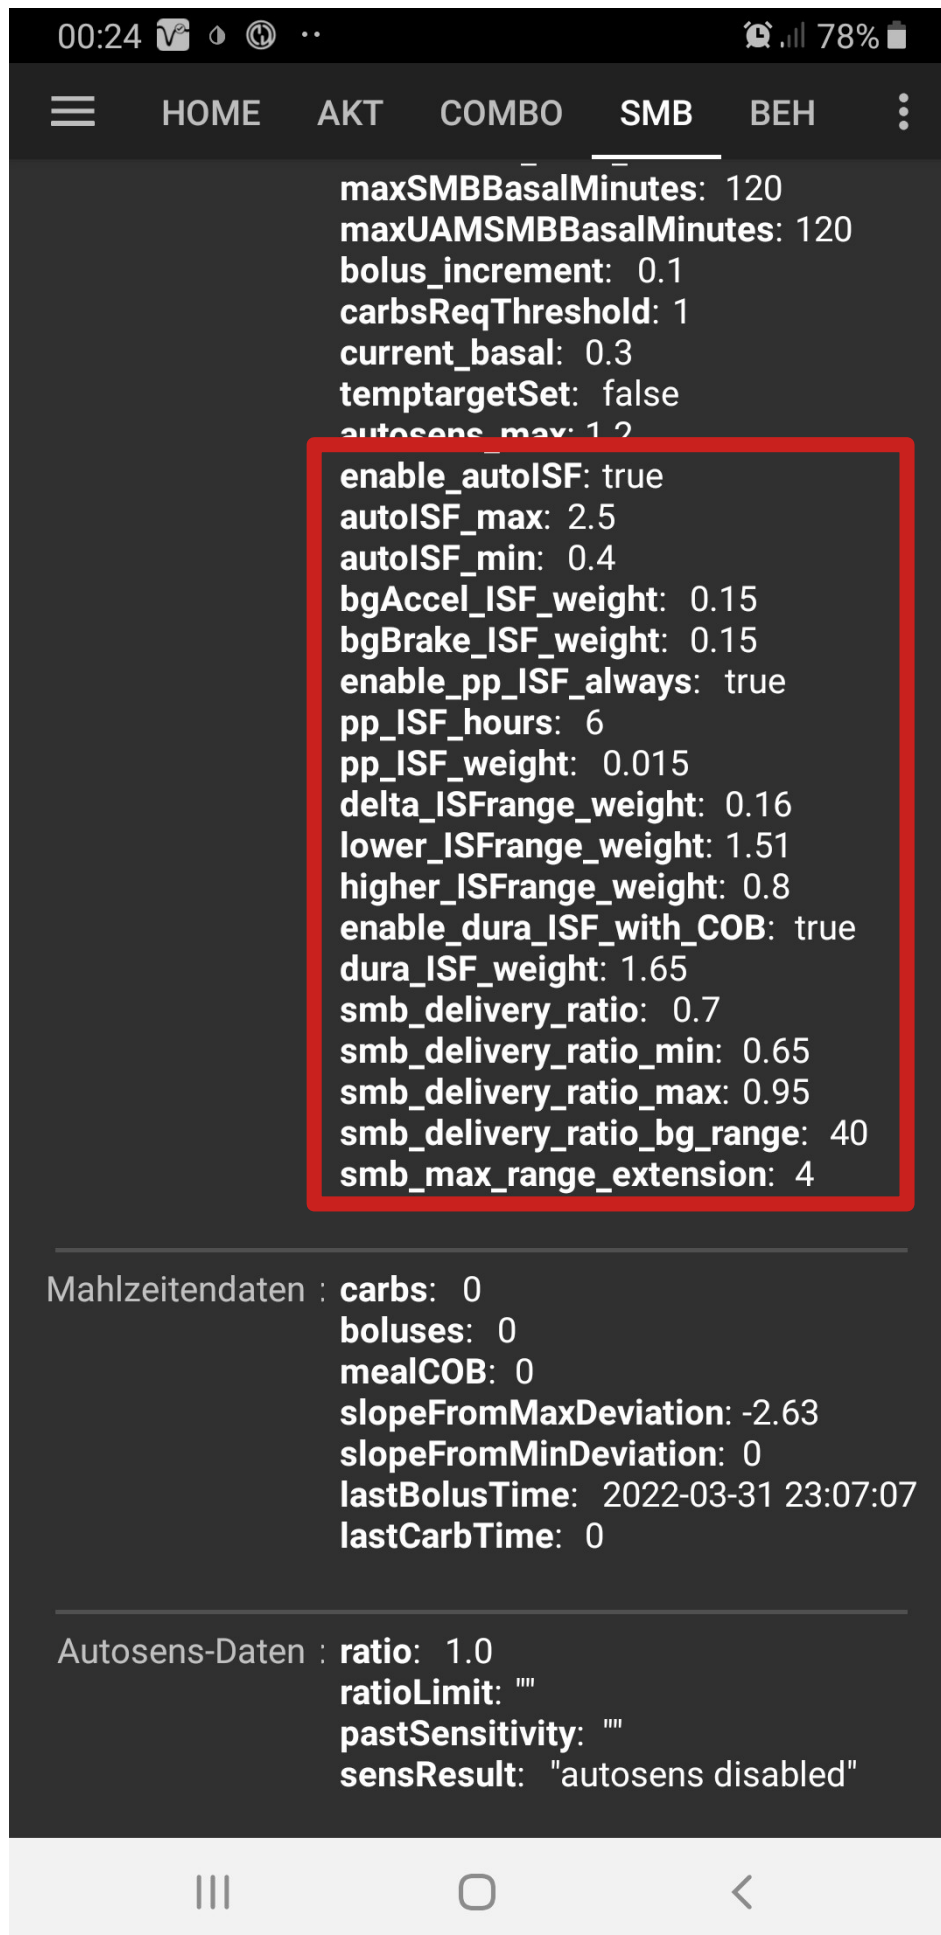 00:24 78%
HOME AKT COMBO SMB BEH
maxSMBBasalMinutes: 120
maxUAMSMBBasalMinutes: 120
bolus_increment: 0.1
carbsReqThreshold: 1
current_basal: 0.3
temptargetSet: false
autosens_max: 1.2
enable_autoISF: true
autoISF_max: 2.5
autoISF_min: 0.4
bgAccel_ISF_weight: 0.15
bgBrake_ISF_weight: 0.15
enable_pp_ISF_always: true
pp_ISF_hours: 6
pp_ISF_weight: 0.015
delta_ISFrange_weight: 0.16
lower_ISFrange_weight: 1.51
higher_ISFrange_weight: 0.8
enable_dura_ISF_with_COB: true
dura_ISF_weight: 1.65
smb_delivery_ratio: 0.7
smb_delivery_ratio_min: 0.65
smb_delivery_ratio_max: 0.95
smb_delivery_ratio_bg_range: 40
smb_max_range_extension: 4
Mahlzeitendaten : carbs: 0
boluses: 0
mealCOB: 0
slopeFromMaxDeviation: -2.63
slopeFromMinDeviation: 0
lastBolusTime: 2022-03-31 23:07:07
lastCarbTime: 0
Autosens-Daten : ratio: 1.0
ratioLimit: ""
pastSensitivity: ""
sensResult: "autosens disabled"